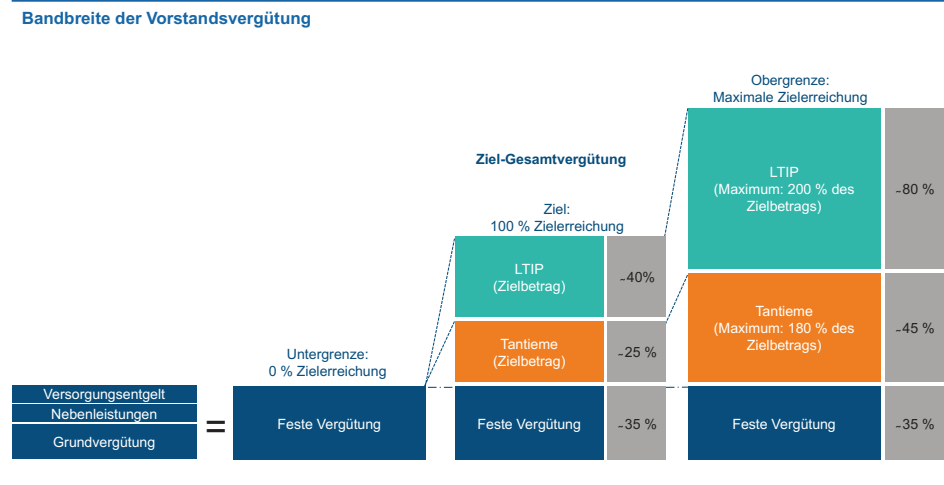 Bandbreite der Vorstandsvergütung
Obergrenze:
Maximale Zielerreichung
Ziel-Gesamtvergütung
LTIP
(Maximum: 200 % des
Zielbetrags)
~80 %
Ziel:
100 % Zielerreichung
LTIP
(Zielbetrag)
~40%
Tantieme
(Maximum: 180 % des
Zielbetrags)
~45 %
Untergrenze:
0 % Zielerreichung
Tantieme
(Zielbetrag)
~25 %
Versorgungsentgelt
Nebenleistungen
Grundvergütung
=
Feste Vergütung
Feste Vergütung
~35 %
Feste Vergütung
~35 %